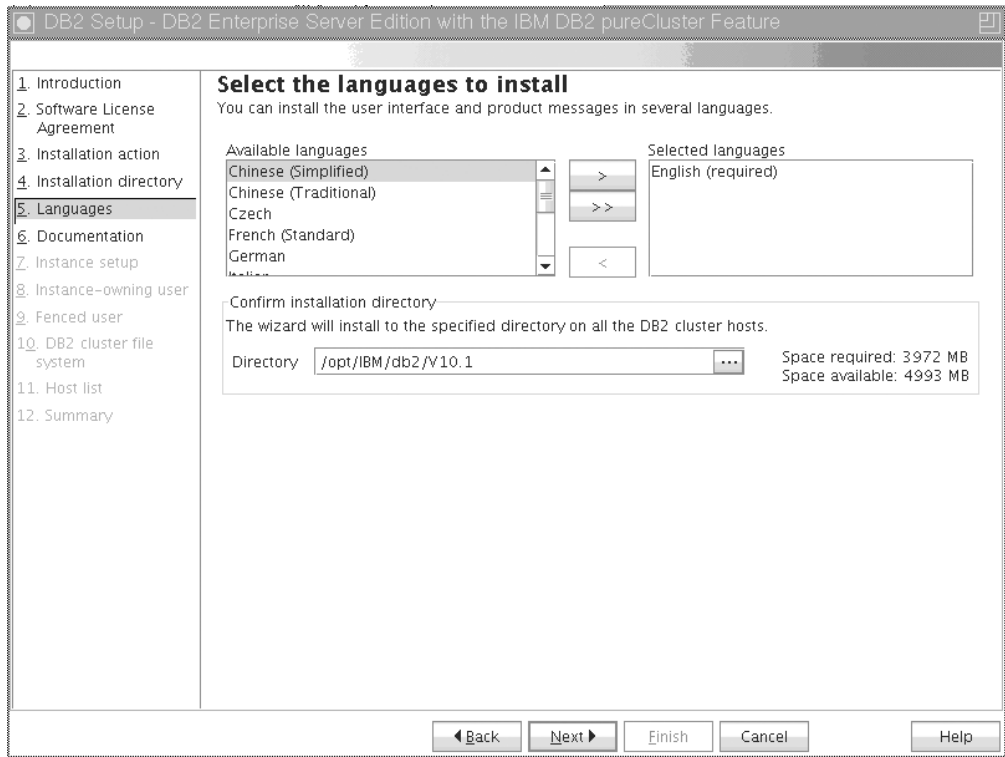 DB2 Setup - DB2 Enterprise Server Edition with the IBM DB2 pureCluster Feature
1. Introduction
2. Software License
Agreement
3. Installation action
4. Installation directory
5. Languages
6. Documentation
7. Instance setup
8. Instance-owning user
9. Fenced user
10. DB2 cluster file
system
11. Host list
12. Summary
Select the languages to install
You can install the user interface and product messages in several languages.
Available languages
Chinese (Simplified)
Chinese (Traditional)
Czech
French (Standard)
German
Italian
>
>>
<
Selected languages
English (required)
Confirm installation directory
The wizard will install to the specified directory on all the DB2 cluster hosts.
Directory
/opt/IBM/db2/V10.1
...
Space required: 3972 MB
Space available: 4993 MB
Back
Next
Finish
Cancel
Help